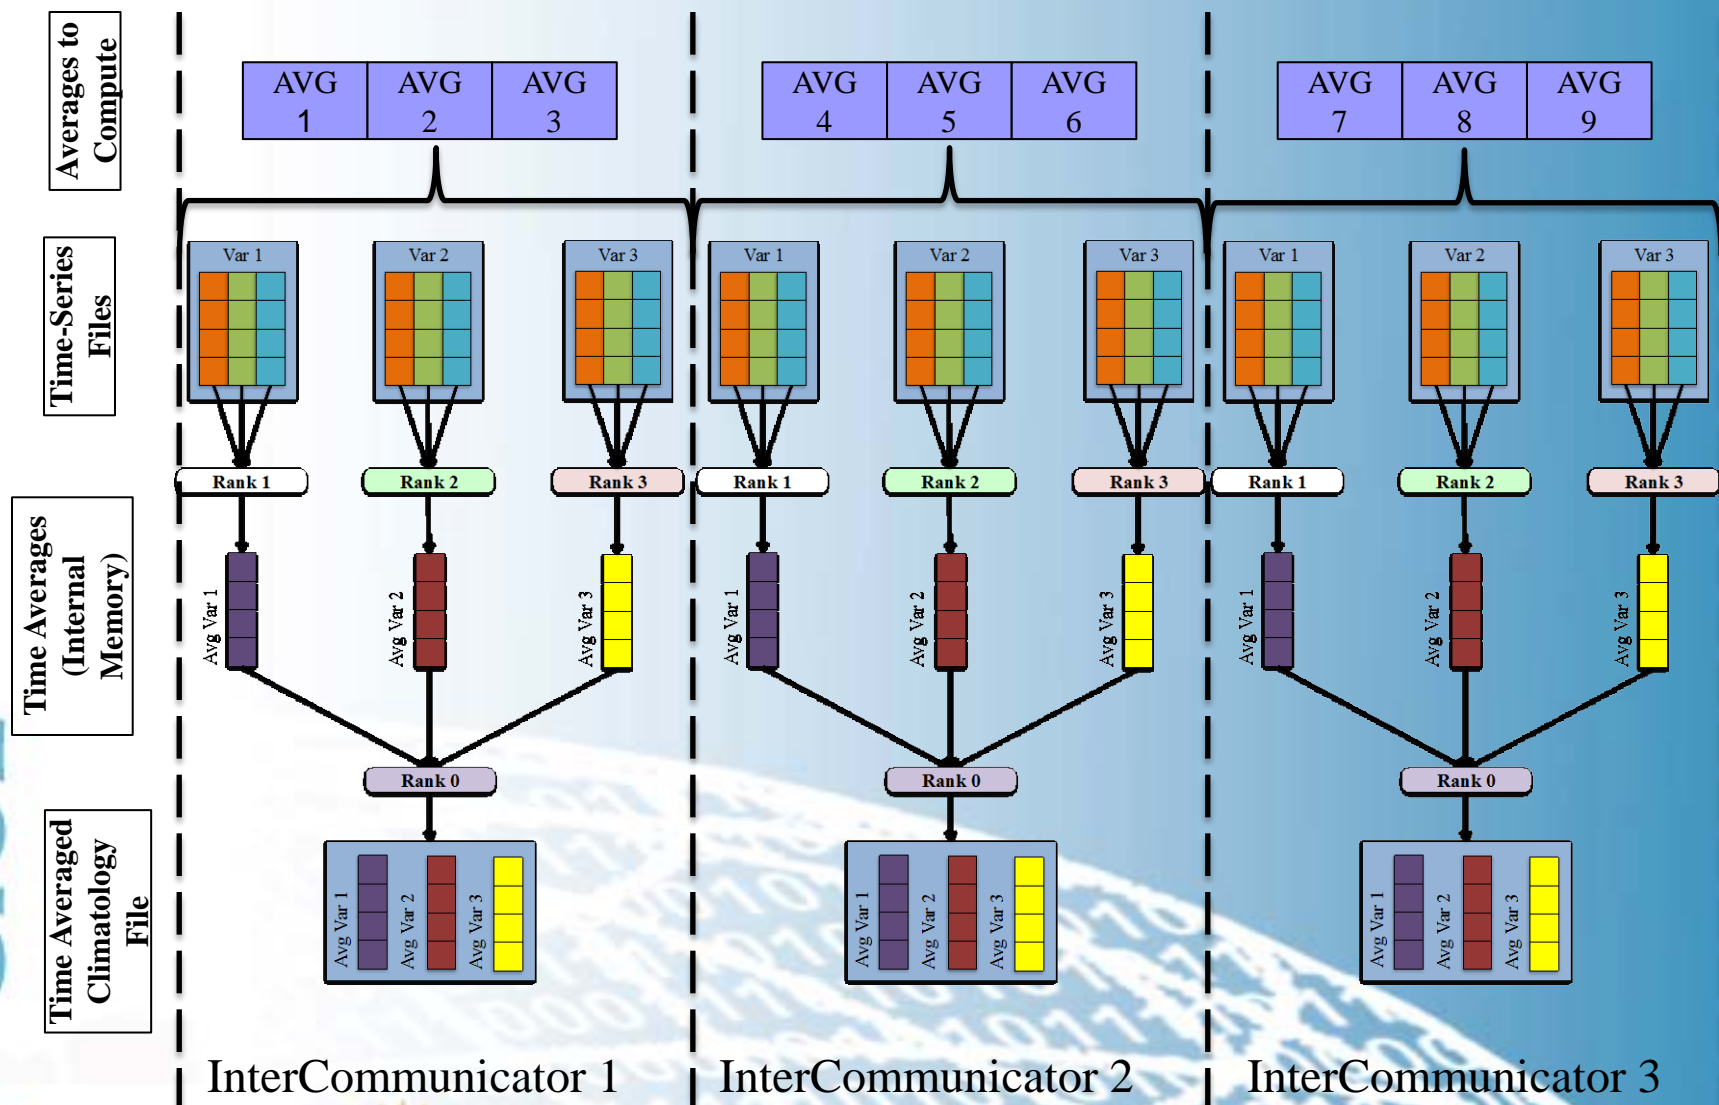 Averages to
Compute
AVG
1
AVG
2
AVG
3
AVG
4
AVG
5
AVG
6
AVG
7
AVG
8
AVG
9
Time-Series
Files
Var 1
Var 2
Var 3
Var 1
Var 2
Var 3
Var 1
Var 2
Var 3
Rank 1
Rank 2
Rank 3
Rank 1
Rank 2
Rank 3
Rank 1
Rank 2
Rank 3
Time Averages
(Internal
Memory)
Avg Var 1
Avg Var 2
Avg Var 3
Avg Var 1
Avg Var 2
Avg Var 3
Avg Var 1
Avg Var 2
Avg Var 3
Rank 0
Rank 0
Rank 0
Time Averaged
Climatology
File
Avg Var 1
Avg Var 2
Avg Var 3
Avg Var 1
Avg Var 2
Avg Var 3
Avg Var 1
Avg Var 2
Avg Var 3
InterCommunicator 1
InterCommunicator 2
InterCommunicator 3